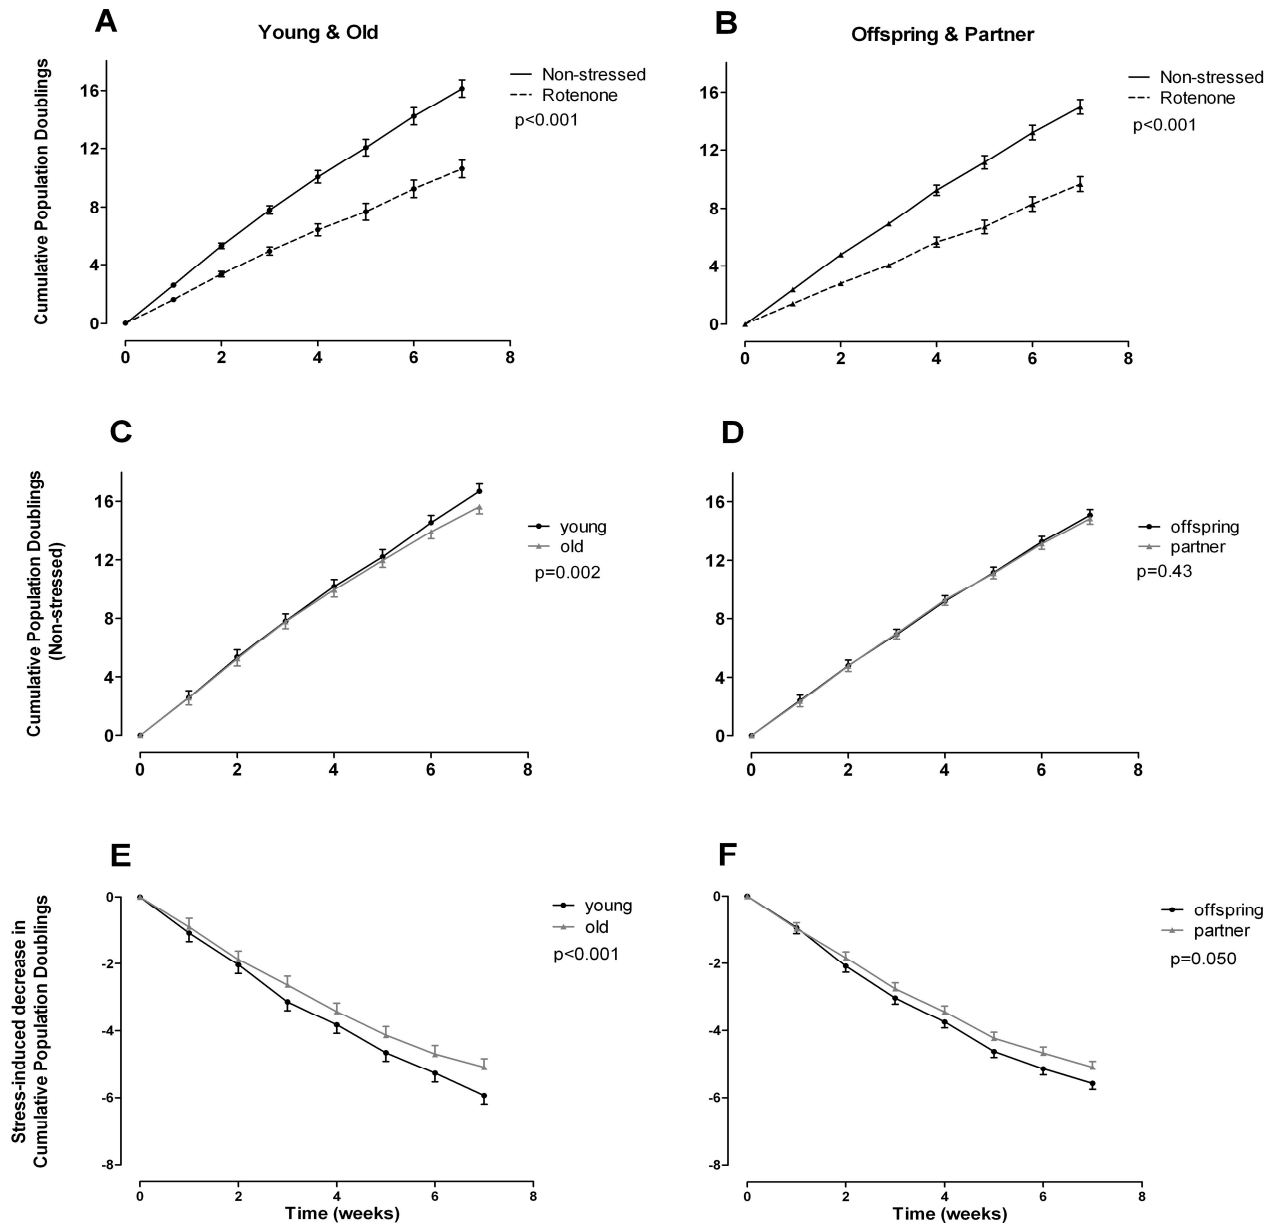 A
Young & Old
Cumulative Population Doublings
16
12
8
4
0
0 2 4 6 8
Non-stressed
Rotenone
p<0.001
B
Offspring & Partner
16
12
8
4
0
0 2 4 6 8
Non-stressed
Rotenone
p<0.001
C
Cumulative Population Doublings
(Non-stressed)
16
12
8
4
0
0 2 4 6 8
young
old
p=0.002
D
16
12
8
4
0
0 2 4 6 8
offspring
partner
p=0.43
E
Stress-induced decrease in
Cumulative Population Doublings
0
-2
-4
-6
-8
0 2 4 6 8
Time (weeks)
young
old
p<0.001
F
0
-2
-4
-6
-8
0 2 4 6 8
Time (weeks)
offspring
partner
p=0.050